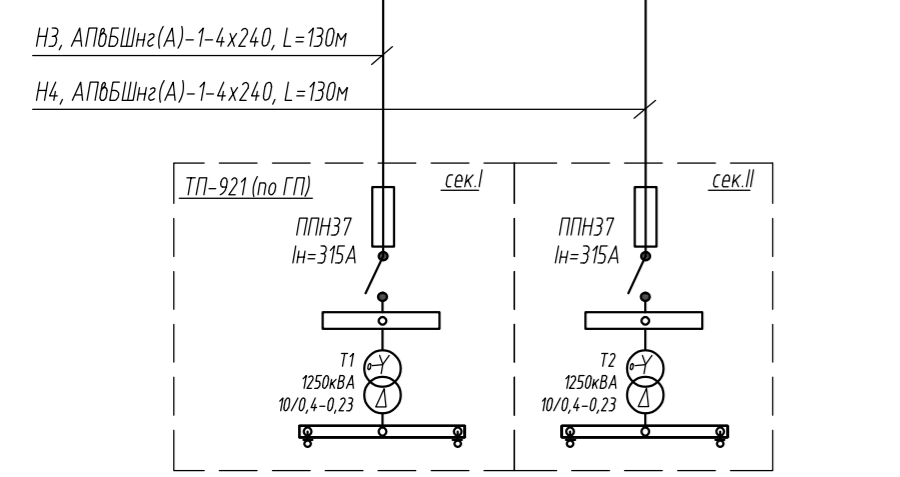 Н3, АПвБШнг(А)-1-4х240, L=130м
Н4, АПвБШнг(А)-1-4х240, L=130м
ТП-921 (по ГП)
сек.I
сек.II
ППН37
Iн=315А
ППН37
Iн=315А
Т1
1250кВА
10/0,4-0,23
Т2
1250кВА
10/0,4-0,23